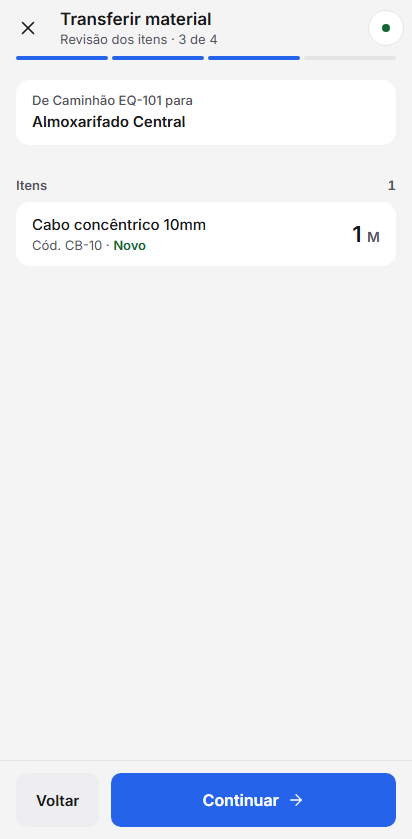 Transferir material
Revisão dos itens · 3 de 4
De Caminhão EQ-101 para
Almoxarifado Central
Itens 1
Cabo concêntrico 10mm
Cód. CB-10 · Novo
1 M
Voltar
Continuar →